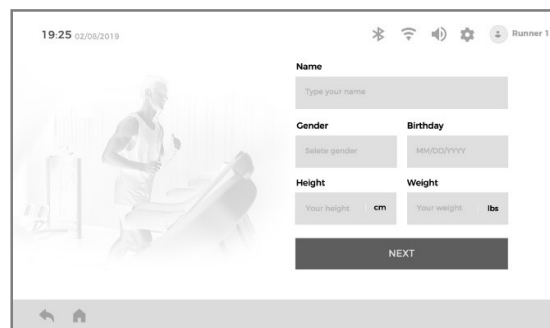 19:25 02/08/2019
Runner 1
Name
Type your name
Gender Birthday
Selete gender MM/DD/YYYY
Height Weight
Your height cm Your weight lbs
NEXT